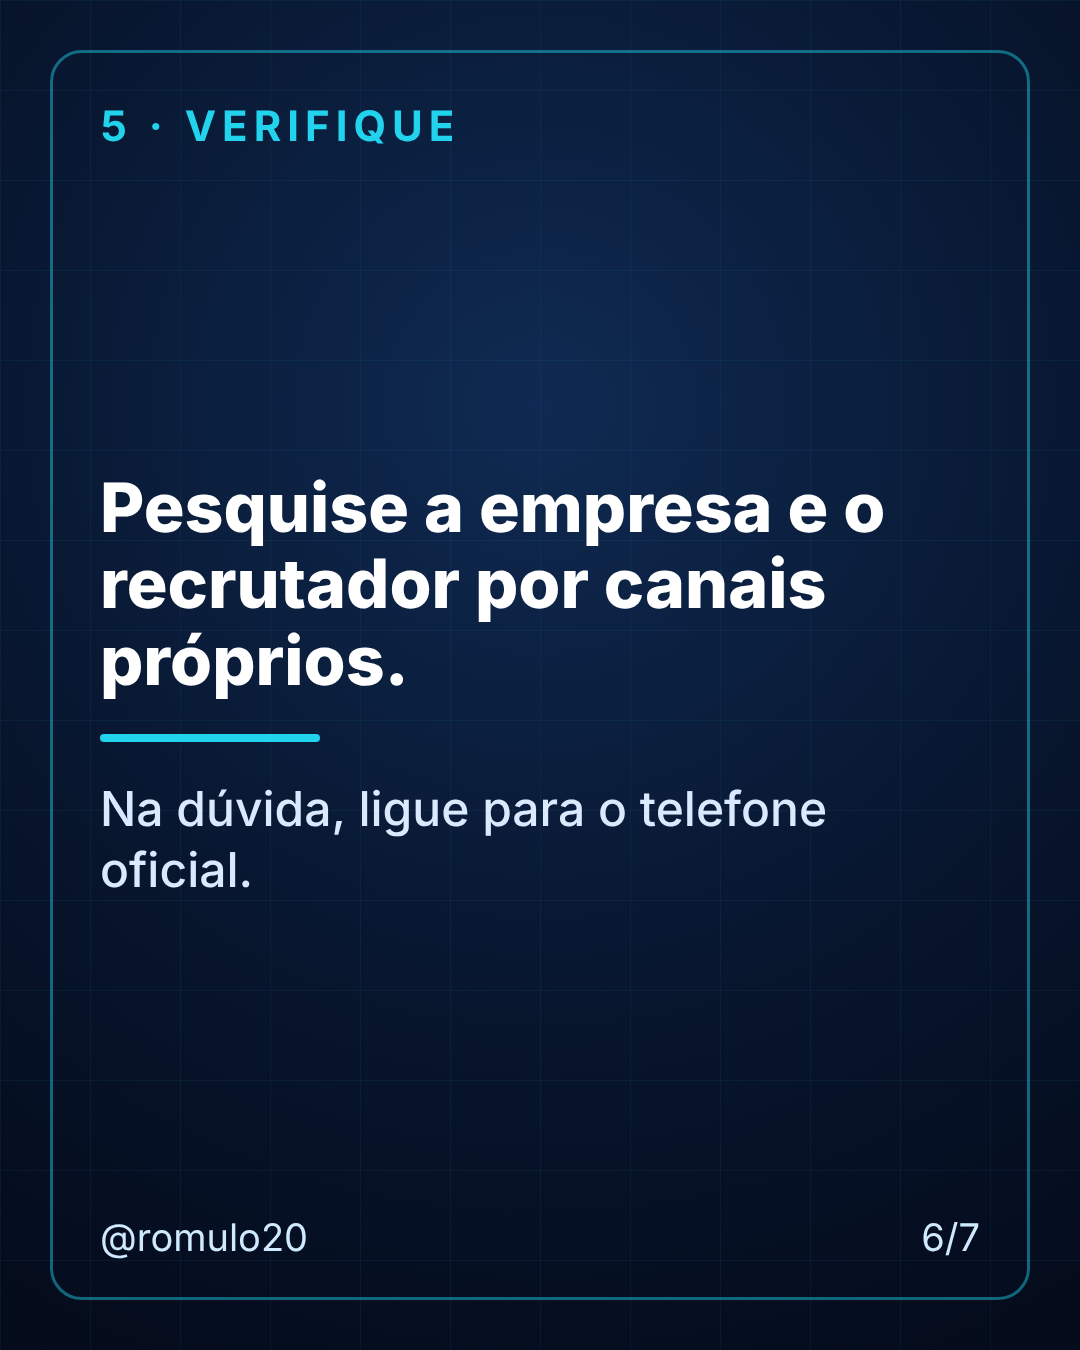 5 · VERIFIQUE
Pesquise a empresa e o
recrutador por canais
próprios.
Na dúvida, ligue para o telefone
oficial.
@romulo20
6/7